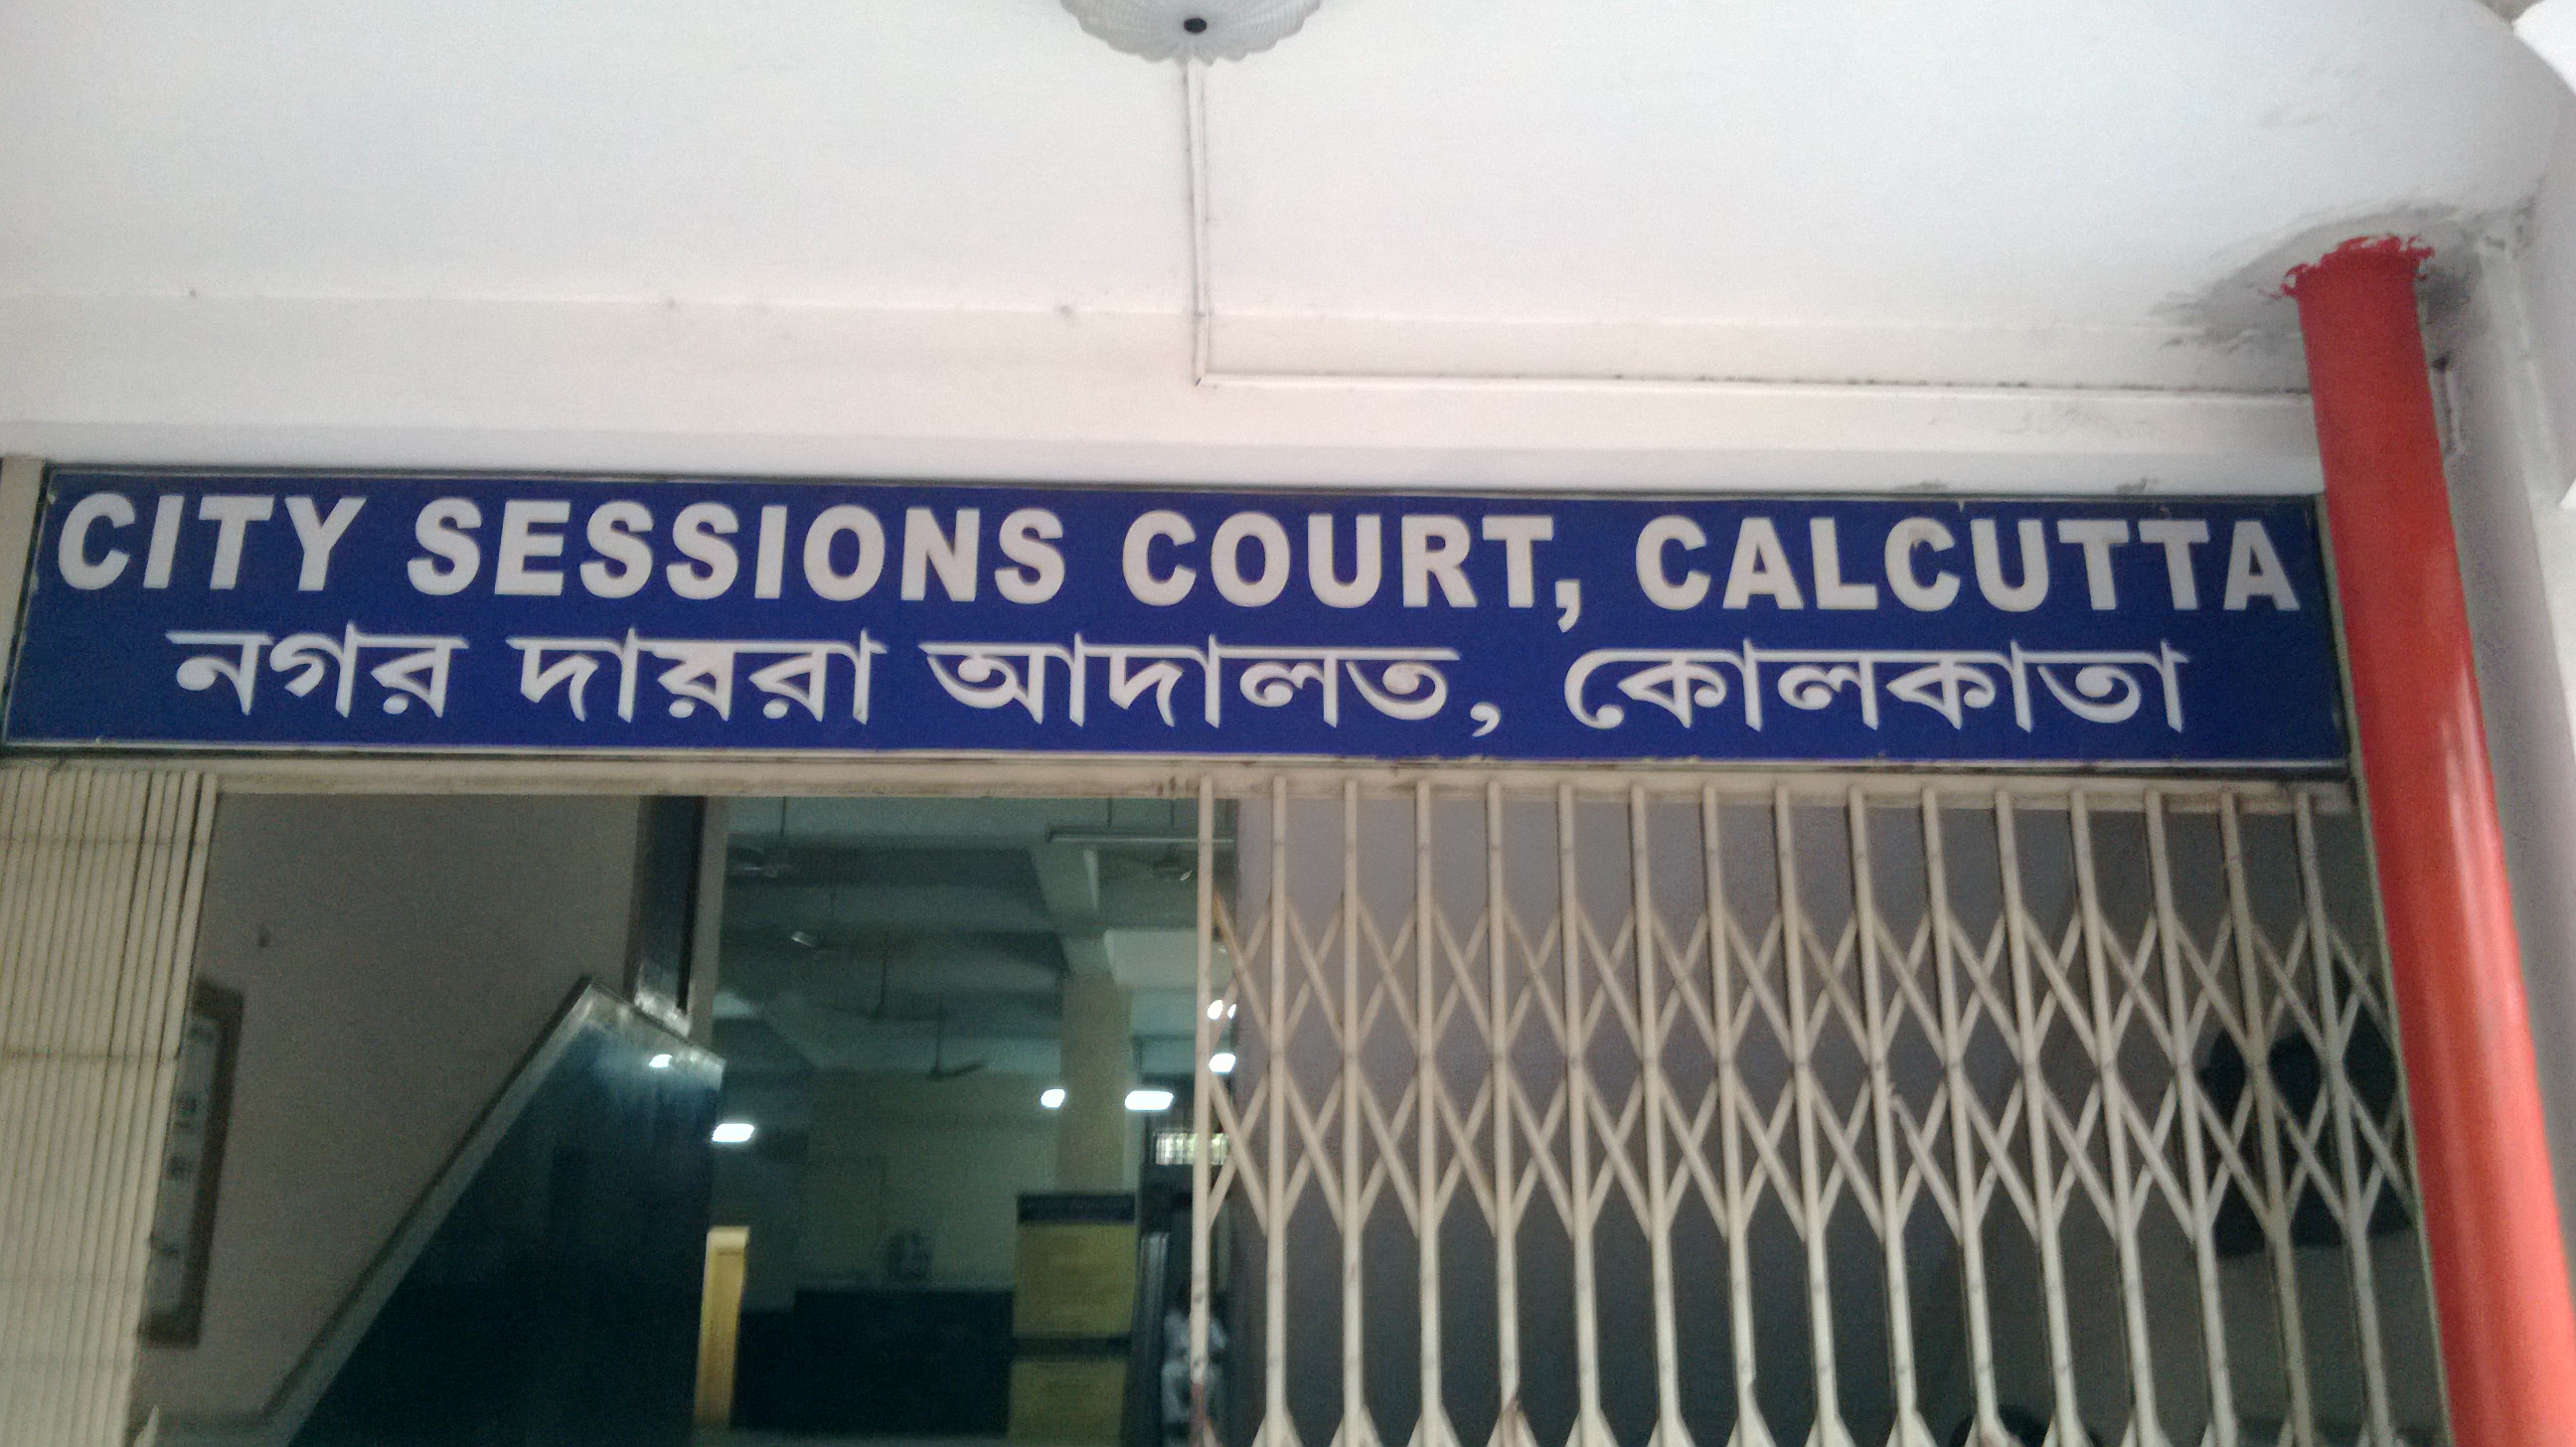 CITY SESSIONS COURT, CALCUTTA
নগর দায়রা আদালত, কোলকাতা